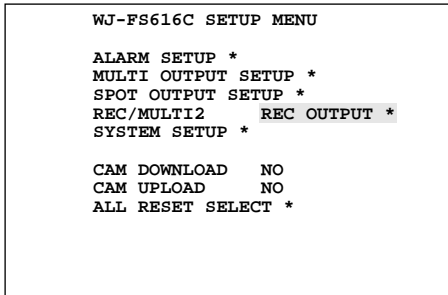 WJ-FS616C SETUP MENU
ALARM SETUP *
MULTI OUTPUT SETUP *
SPOT OUTPUT SETUP *
REC/MULTI2 REC OUTPUT *
SYSTEM SETUP *
CAM DOWNLOAD NO
CAM UPLOAD NO
ALL RESET SELECT *